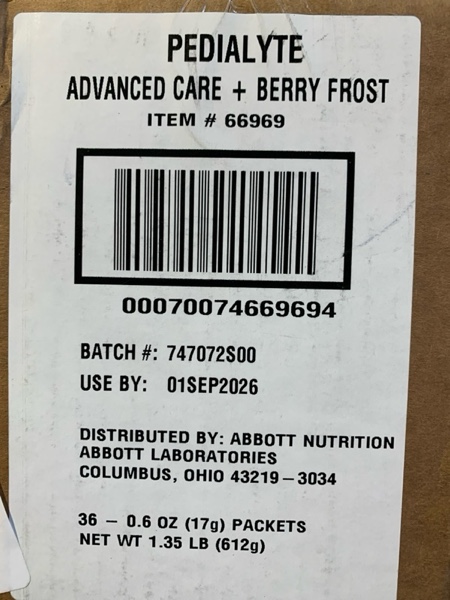 PEDIALYTE
ADVANCED CARE + BERRY FROST
ITEM # 66969
00070074669694
BATCH #: 747072S00
USE BY: 01SEP2026
DISTRIBUTED BY: ABBOTT NUTRITION
ABBOTT LABORATORIES
COLUMBUS, OHIO 43219-3034
36 - 0.6 OZ (17g) PACKETS
NET WT 1.35 LB (612g)